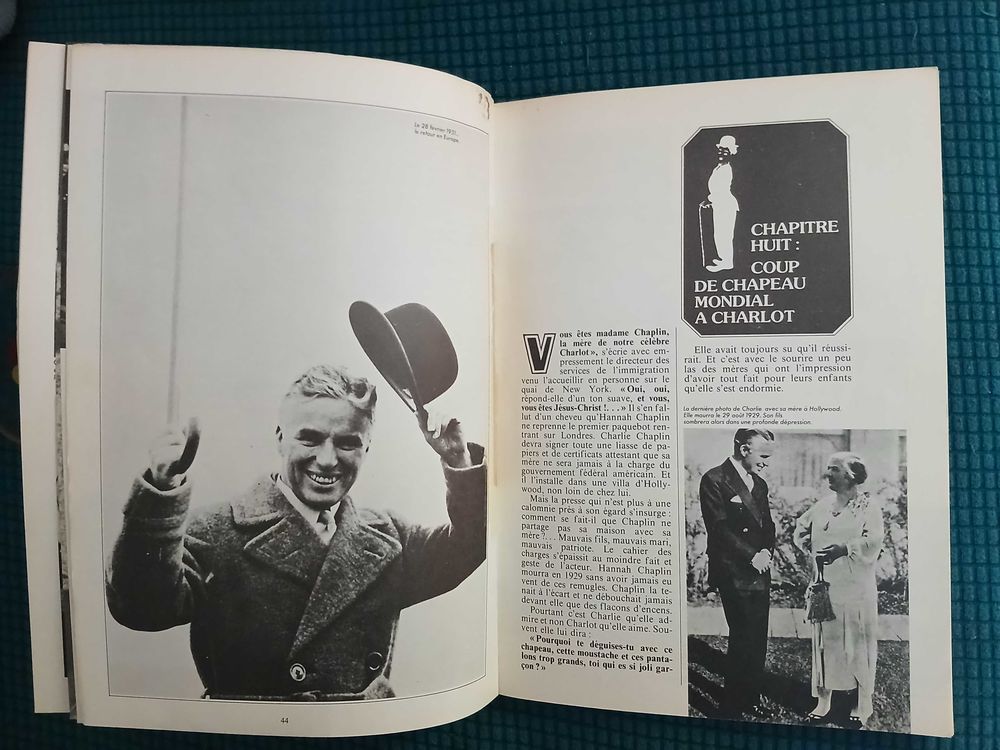 Le 28 février 1931...
le retour en Europe.
44
CHAPITRE
HUIT :
COUP
DE CHAPEAU
MONDIAL
A CHARLOT
Vous êtes madame Chaplin,
la mère de notre célèbre
Charlot», s'écrie avec em-
pressement le directeur des
services de l'immigration
venu l'accueillir en personne sur le
quai de New York. «Oui, oui,
répond-elle d'un ton suave, et vous,
vous êtes Jésus-Christ !...» Il s'en fal-
lut d'un cheveu qu'Hannah Chaplin
ne reprenne le premier paquebot ren-
trant sur Londres. Charlie Chaplin
devra signer toute une liasse de pa-
piers et de certificats attestant que sa
mère ne sera jamais à la charge du
gouvernement fédéral américain. Et
il l'installe dans une villa d'Holly-
wood, non loin de chez lui.
Mais la presse qui n'est plus à une
calomnie près à son égard s'insurge :
comment se fait-il que Chaplin ne
partage pas sa maison avec sa
mère ?... Mauvais fils, mauvais mari,
mauvais patriote. Le cahier des
charges s'épaissit au moindre fait et
geste de l'acteur. Hannah Chaplin
mourra en 1929 sans avoir jamais eu
vent de ces remugles. Chaplin la te-
nait à l'écart et ne débouchait jamais
devant elle que des flacons d'encens.
Pourtant c'est Charlie qu'elle ad-
mire et non Charlot qu'elle aime. Sou-
vent elle lui dira :
«Pourquoi te déguises-tu avec ce
chapeau, cette moustache et ces panta-
lons trop grands, toi qui es si joli gar-
çon ?»
Elle avait toujours su qu'il réussi-
rait. Et c'est avec le sourire un peu
las des mères qui ont l'impression
d'avoir tout fait pour leurs enfants
qu'elle s'est endormie.
La dernière photo de Charlie avec sa mère à Hollywood.
Elle mourra le 29 août 1929. Son fils
sombrera alors dans une profonde dépression.